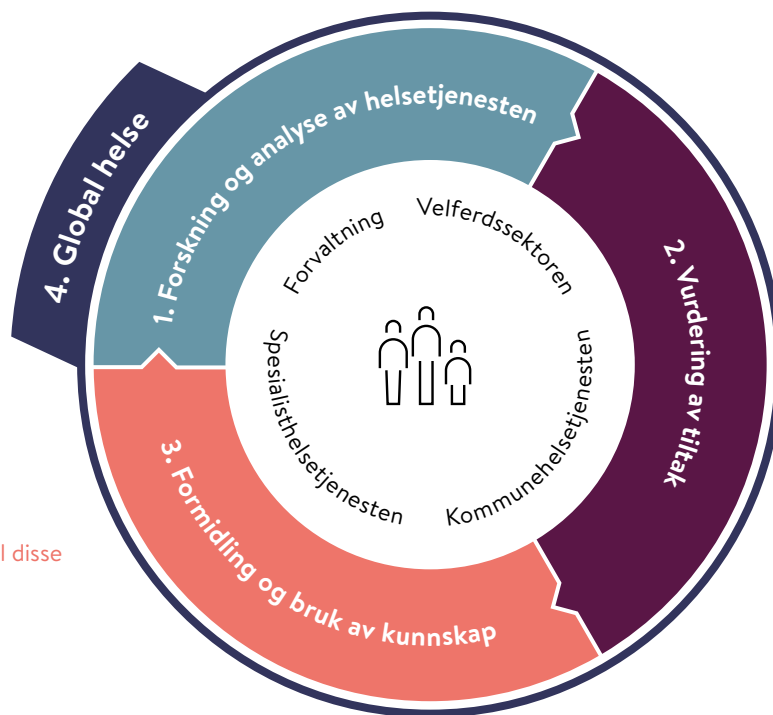 4. Global helse
1. Forskning og analyse av helsetjenesten
2. Vurdering av tiltak
3. Formidling og bruk av kunnskap
Forvaltning
Velferdssektoren
Spesialisthelsetjenesten
Kommunehelsetjenesten
l disse